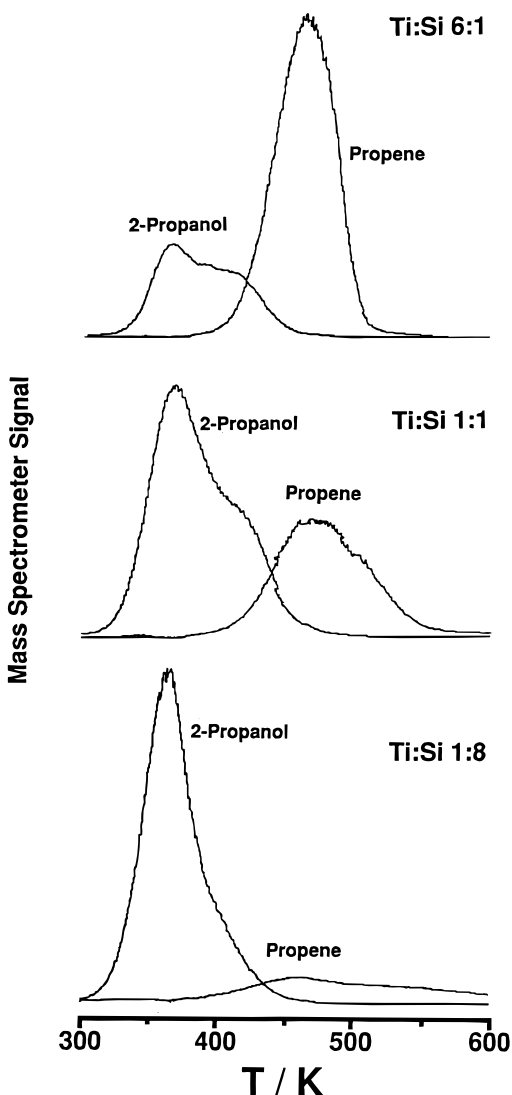 Ti:Si 6:1
Propene
2-Propanol
Mass Spectrometer Signal
Ti:Si 1:1
2-Propanol
Propene
2-Propanol
Ti:Si 1:8
Propene
300 400 500 600
T / K